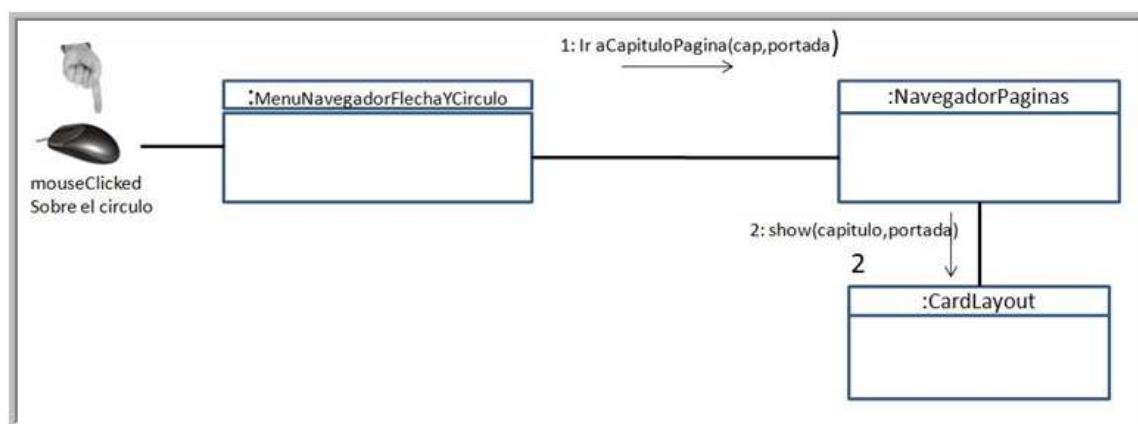 1: Ir aCapituloPagina(cap,portada)
:MenuNavegadorFlechaYCirculo
:NavegadorPaginas
mouseClicked
Sobre el circulo
2: show(capitulo,portada)
2
:CardLayout